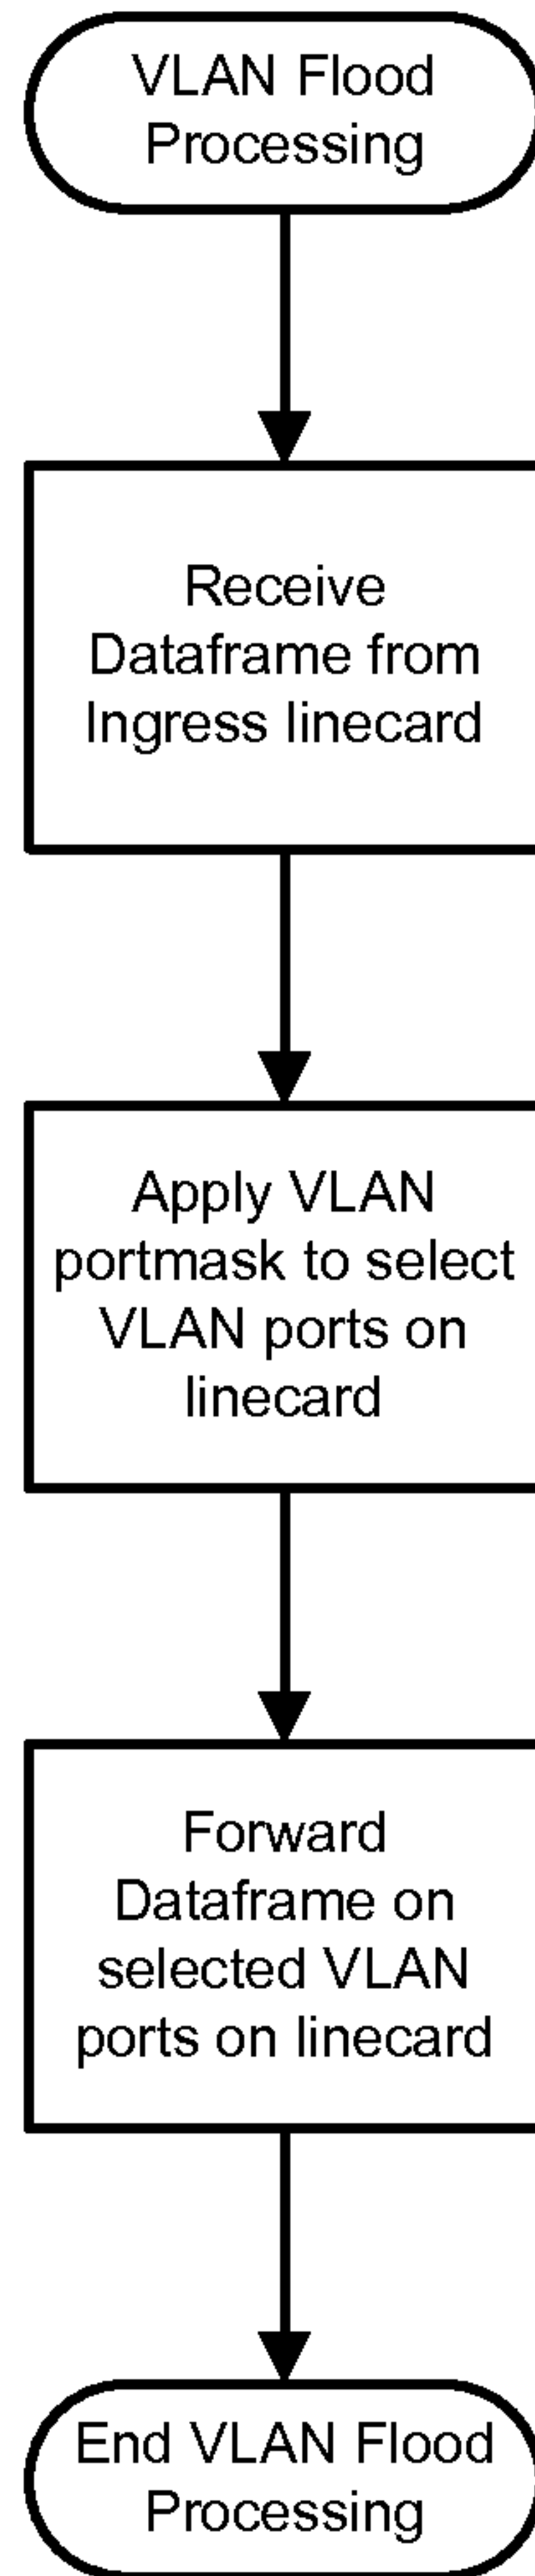 VLAN Flood
Processing
Receive
Dataframe from
Ingress linecard
Apply VLAN
portmask to select
VLAN ports on
linecard
Forward
Dataframe on
selected VLAN
ports on linecard
End VLAN Flood
Processing